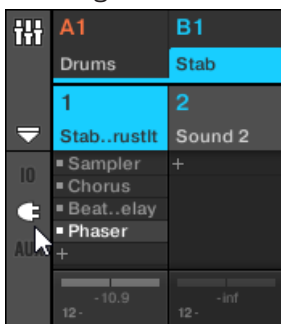 A1 B1
Drums Stab
1 2
Stab..rustIt Sound 2
IO
Sampler +
Chorus
Beat..elay
Phaser
+
-10.9 -inf
12- 12-